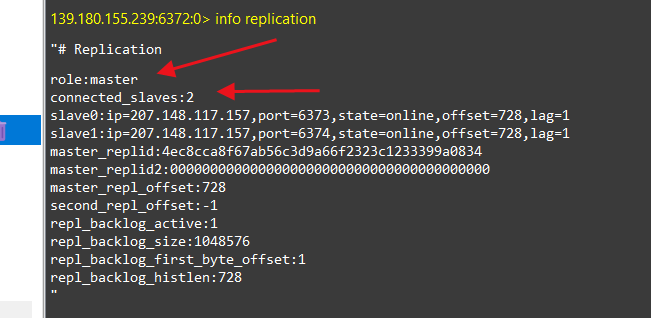 139.180.155.239:6372:0> info replication
"# Replication
role:master
connected_slaves:2
slave0:ip=207.148.117.157,port=6373,state=online,offset=728,lag=1
slave1:ip=207.148.117.157,port=6374,state=online,offset=728,lag=1
master_replid:4ec8cca8f67ab56c3d9a66f2323c1233399a0834
master_replid2:0000000000000000000000000000000000000000
master_repl_offset:728
second_repl_offset:-1
repl_backlog_active:1
repl_backlog_size:1048576
repl_backlog_first_byte_offset:1
repl_backlog_histlen:728
"